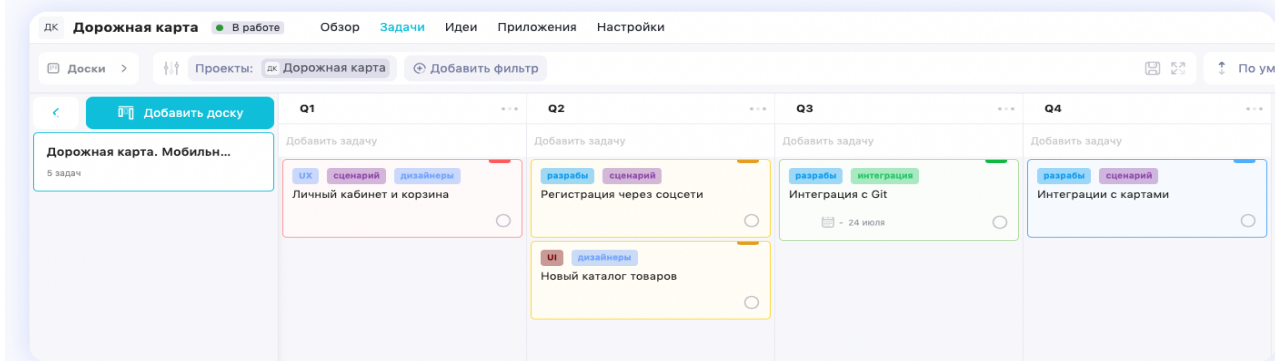 ДК Дорожная карта В работе Обзор Задачи Идеи Приложения Настройки
Доски Проекты: ДК Дорожная карта Добавить фильтр По ум
Добавить доску Q1 Q2 Q3 Q4
Добавить задачу Добавить задачу Добавить задачу Добавить задачу
Дорожная карта. Мобильн...
5 задач
UX сценарий дизайнеры
Личный кабинет и корзина
разрабы сценарий
Регистрация через соцсети
UI дизайнеры
Новый каталог товаров
разрабы интеграция
Интеграция с Git
- 24 июля
разрабы сценарий
Интеграции с картами